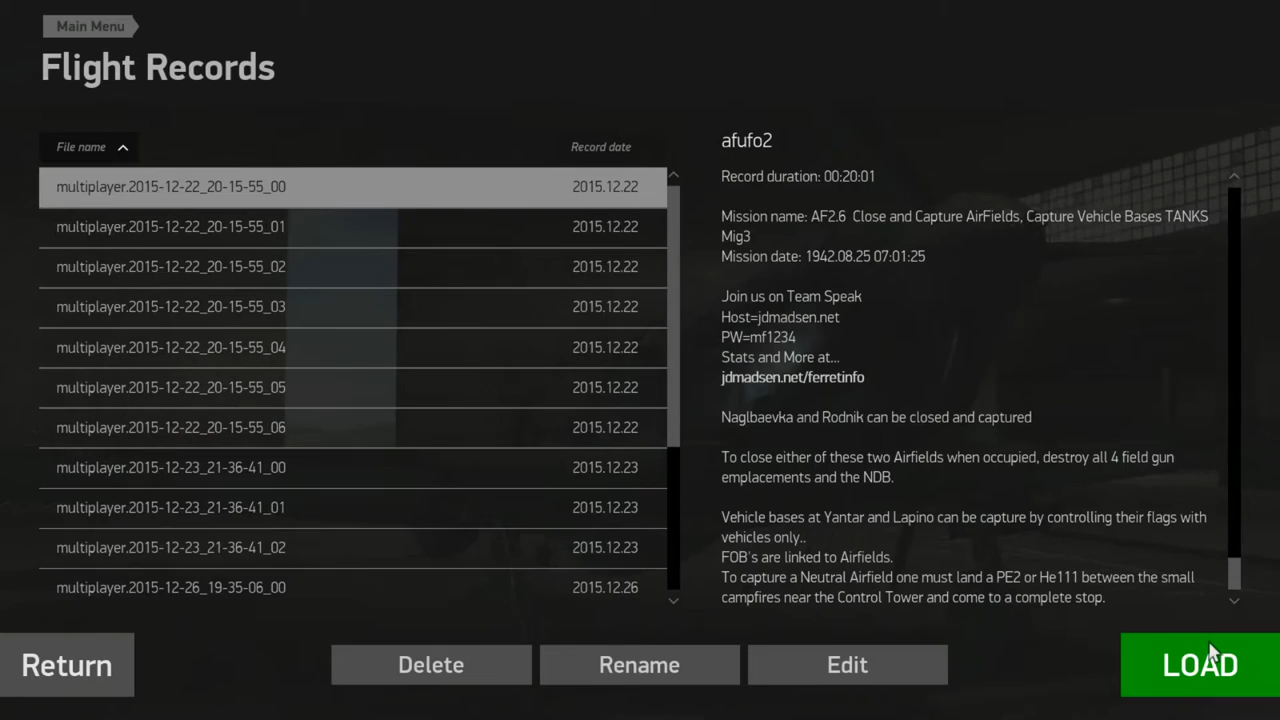 Main Menu
Flight Records
File name Record date
multiplayer.2015-12-22_20-15-55_00 2015.12.22
multiplayer.2015-12-22_20-15-55_01 2015.12.22
multiplayer.2015-12-22_20-15-55_02 2015.12.22
multiplayer.2015-12-22_20-15-55_03 2015.12.22
multiplayer.2015-12-22_20-15-55_04 2015.12.22
multiplayer.2015-12-22_20-15-55_05 2015.12.22
multiplayer.2015-12-22_20-15-55_06 2015.12.22
multiplayer.2015-12-23_21-36-41_00 2015.12.23
multiplayer.2015-12-23_21-36-41_01 2015.12.23
multiplayer.2015-12-23_21-36-41_02 2015.12.23
multiplayer.2015-12-26_19-35-06_00 2015.12.26
afufo2
Record duration: 00:20:01
Mission name: AF2.6 Close and Capture AirFields, Capture Vehicle Bases TANKS
Mig3
Mission date: 1942.08.25 07:01:25
Join us on Team Speak
Host=jdmadsen.net
PW=mf1234
Stats and More at...
jdmadsen.net/ferretinfo
Naglbaevka and Rodnik can be closed and captured
To close either of these two Airfields when occupied, destroy all 4 field gun
emplacements and the NDB.
Vehicle bases at Yantar and Lapino can be capture by controlling their flags with
vehicles only..
FOB's are linked to Airfields.
To capture a Neutral Airfield one must land a PE2 or He111 between the small
campfires near the Control Tower and come to a complete stop.
Return
Delete
Rename
Edit
LOAD